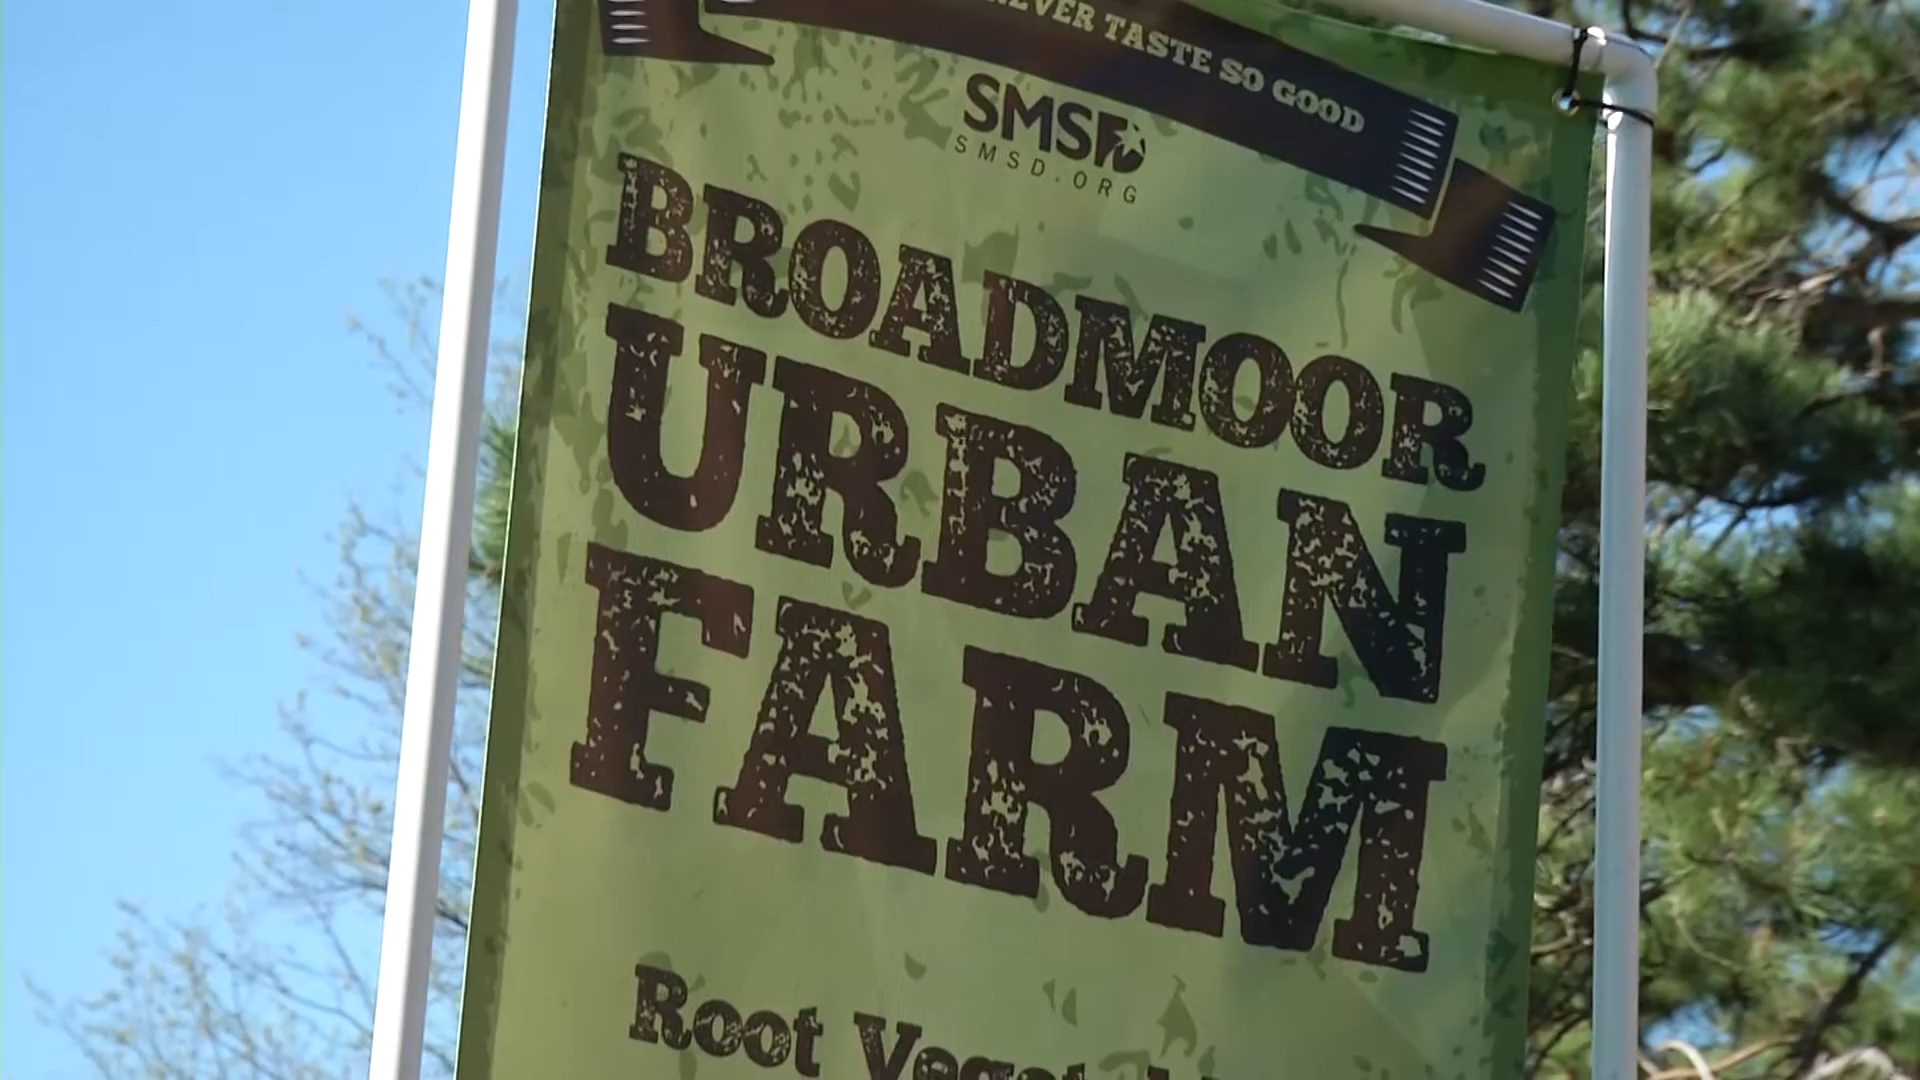 TASTE SO GOOD
SMSD
SMSD.ORG
BROADMOOR
URBAN
FARM
Root